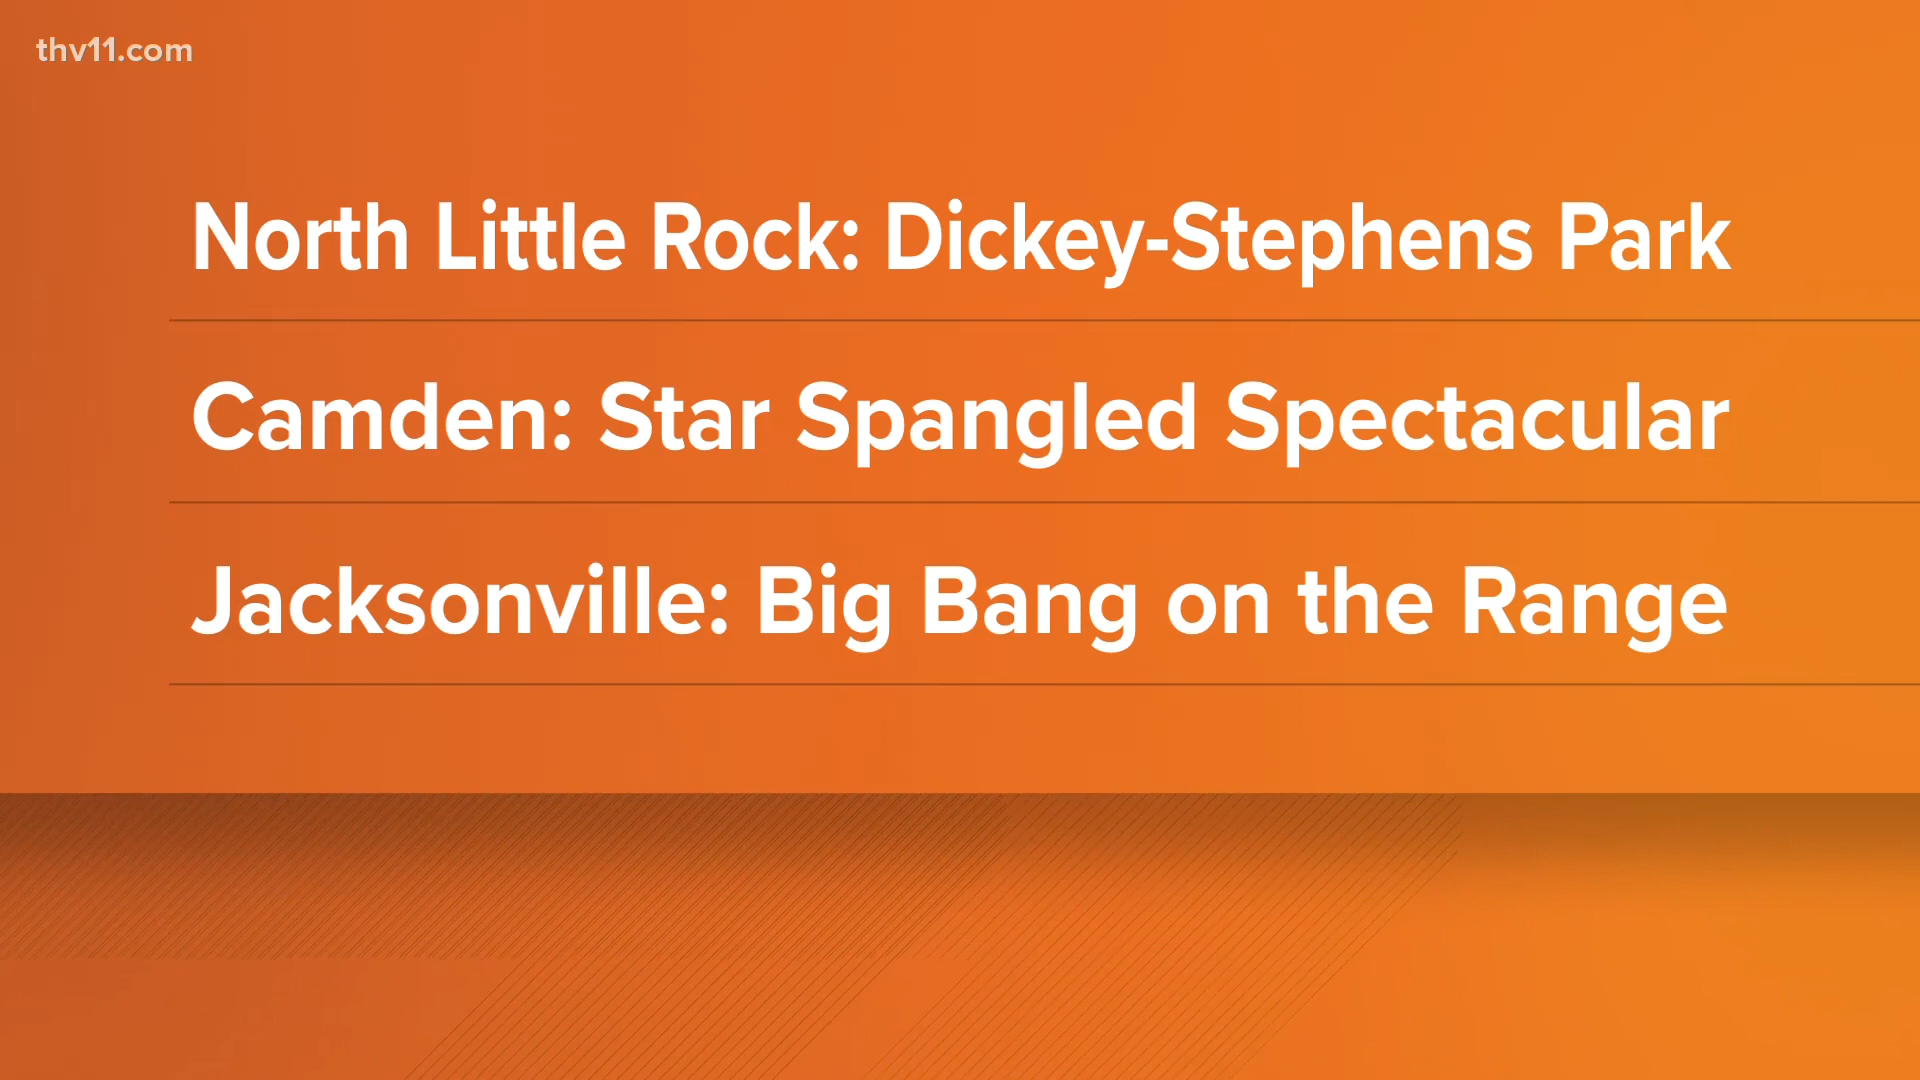 thv11.com
North Little Rock: Dickey-Stephens Park
Camden: Star Spangled Spectacular
Jacksonville: Big Bang on the Range